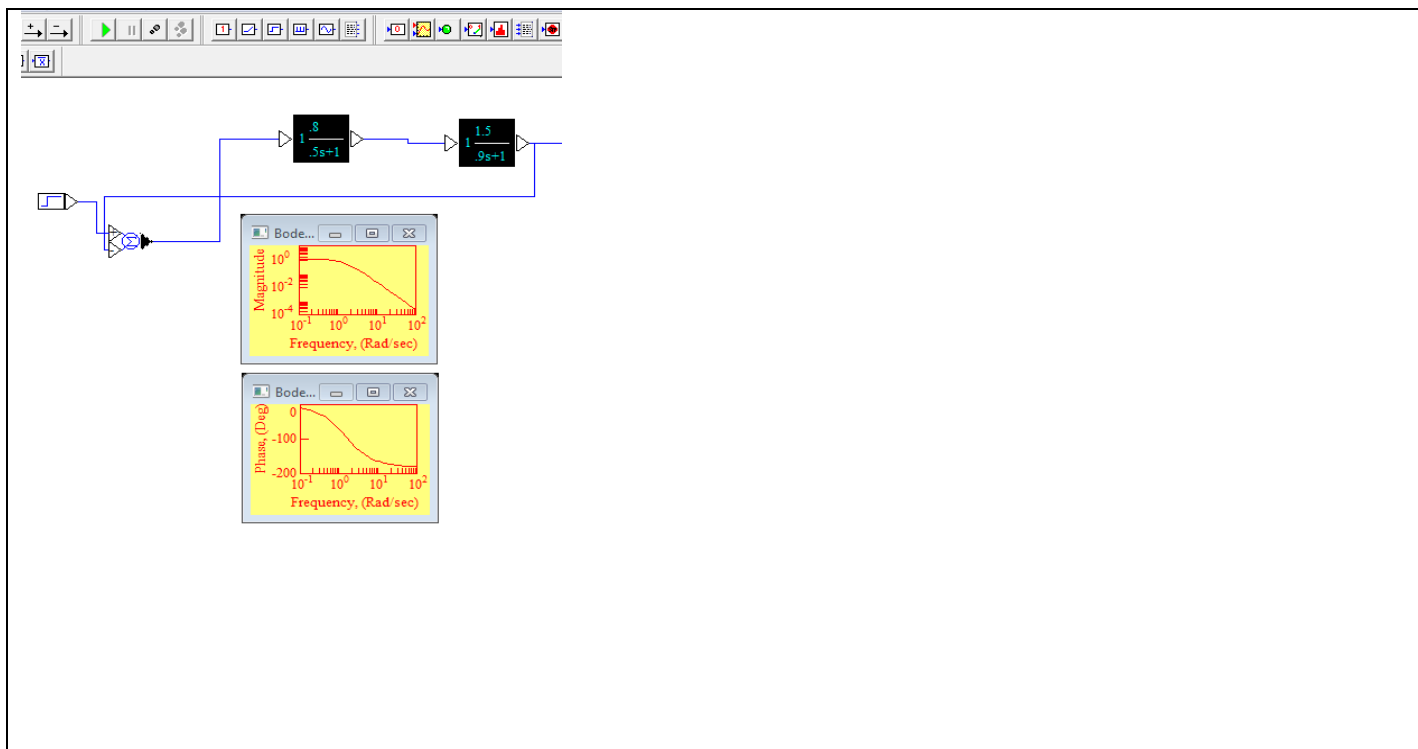 .8
1
.5s+1
1.5
1
.9s+1
Bode...
Magnitude
10^0
10^-2
10^-4
10^-1 10^0 10^1 10^2
Frequency, (Rad/sec)
Bode...
Phase, (Deg)
0
-100
-200
10^-1 10^0 10^1 10^2
Frequency, (Rad/sec)